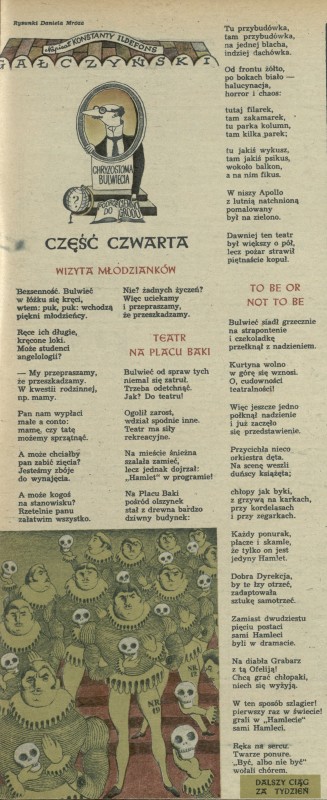 Rysunki Daniela Mroza
Napisał KONSTANTY ILDEFONS
GAŁCZYŃSKI
CHRYZOSTOMA
BULWIECIA
PODRÓŻ
DO
CIEMNOGRODU
?
CZĘŚĆ CZWARTA
WIZYTA MŁODZIANKÓW
Bezsenność. Bulwieć
w łóżku się kręci,
wtem: puk, puk: wchodzą
piękni młodzieńcy.
Ręce ich długie,
kręcone loki.
Może studenci
angelologii?
— My przepraszamy,
że przeszkadzamy.
W kwestii rodzinnej,
np. mamy.
Pan nam wypłaci
małe a conto:
mamę, czy tatę
możemy sprzątnąć.
A może chciałby
pan zabić zięcia?
Jesteśmy zbóje
do wynajęcia.
A może kogoś
na stanowisku?
Rzetelnie panu
załatwim wszystko.
Nie? żadnych życzeń?
Więc uciekamy
i przepraszamy,
że przeszkadzamy.
TEATR
NA PLACU BAKI
Bulwieć od spraw tych
niemal się zatruł.
Trzeba odetchnąć.
Jak? Do teatru!
Ogolił zarost,
wdział spodnie inne.
Teatr ma siły
rekreacyjne.
Na mieście śnieżna
szalała zamieć,
lecz jednak dojrzał:
„Hamlet" w programie!
Na Placu Baki
pośród olszynek
stał z drewna bardzo
dziwny budynek:
Tu przybudówka,
tam przybudówka,
na jednej blacha,
indziej dachówka.
Od frontu żółto,
po bokach biało —
halucynacja,
horror i chaos:
tutaj filarek,
tam zakamarek,
tu parka kolumn,
tam kilka parek;
tu jakiś wykusz,
tam jakiś psikus,
wokoło balkon,
a na nim fikus.
W niszy Apollo
z lutnią natchnioną
pomalowany
był na zielono.
Dawniej ten teatr
był większy o pół,
lecz pożar strawił
piętnaście kopuł.
TO BE OR
NOT TO BE
Bulwieć siadł grzecznie
na straponteniе
i czekoladkę
przełknął z nadzieniem.
Kurtyna wolno
w górę się wznosi.
O, cudowności
teatralności!
Więc jeszcze jedno
połknął nadzienie
i już zaczęło
się przedstawienie.
Przycichła nieco
orkiestra dęta.
Na scenę weszli
duńscy książęta;
chłopy jak byki,
z grzywą na karkach,
przy kordelasach
i przy zegarkach.
Każdy ponurak,
płacze i skamle,
że tylko on jest
jedyny Hamlet.
Dobra Dyrekcja,
by te łzy otrzeć,
zadaptowała
sztukę samotrzeć.
Zamiast dwudziestu
pięciu postaci
sami Hamleci
byli w dramacie.
Na diabła Grabarz
z tą Ofelią!
Chcą grać chłopaki,
niech się wyżyją.
W ten sposób szlagier!
pierwszy raz w świecie!
grali w „Hamlecie"
sami Hamleci.
Ręka na sercu.
Twarze ponure.
„Być, albo nie być"
wołali chórem.
NR 17
NR 19
DALSZY CIĄG
ZA TYDZIEŃ